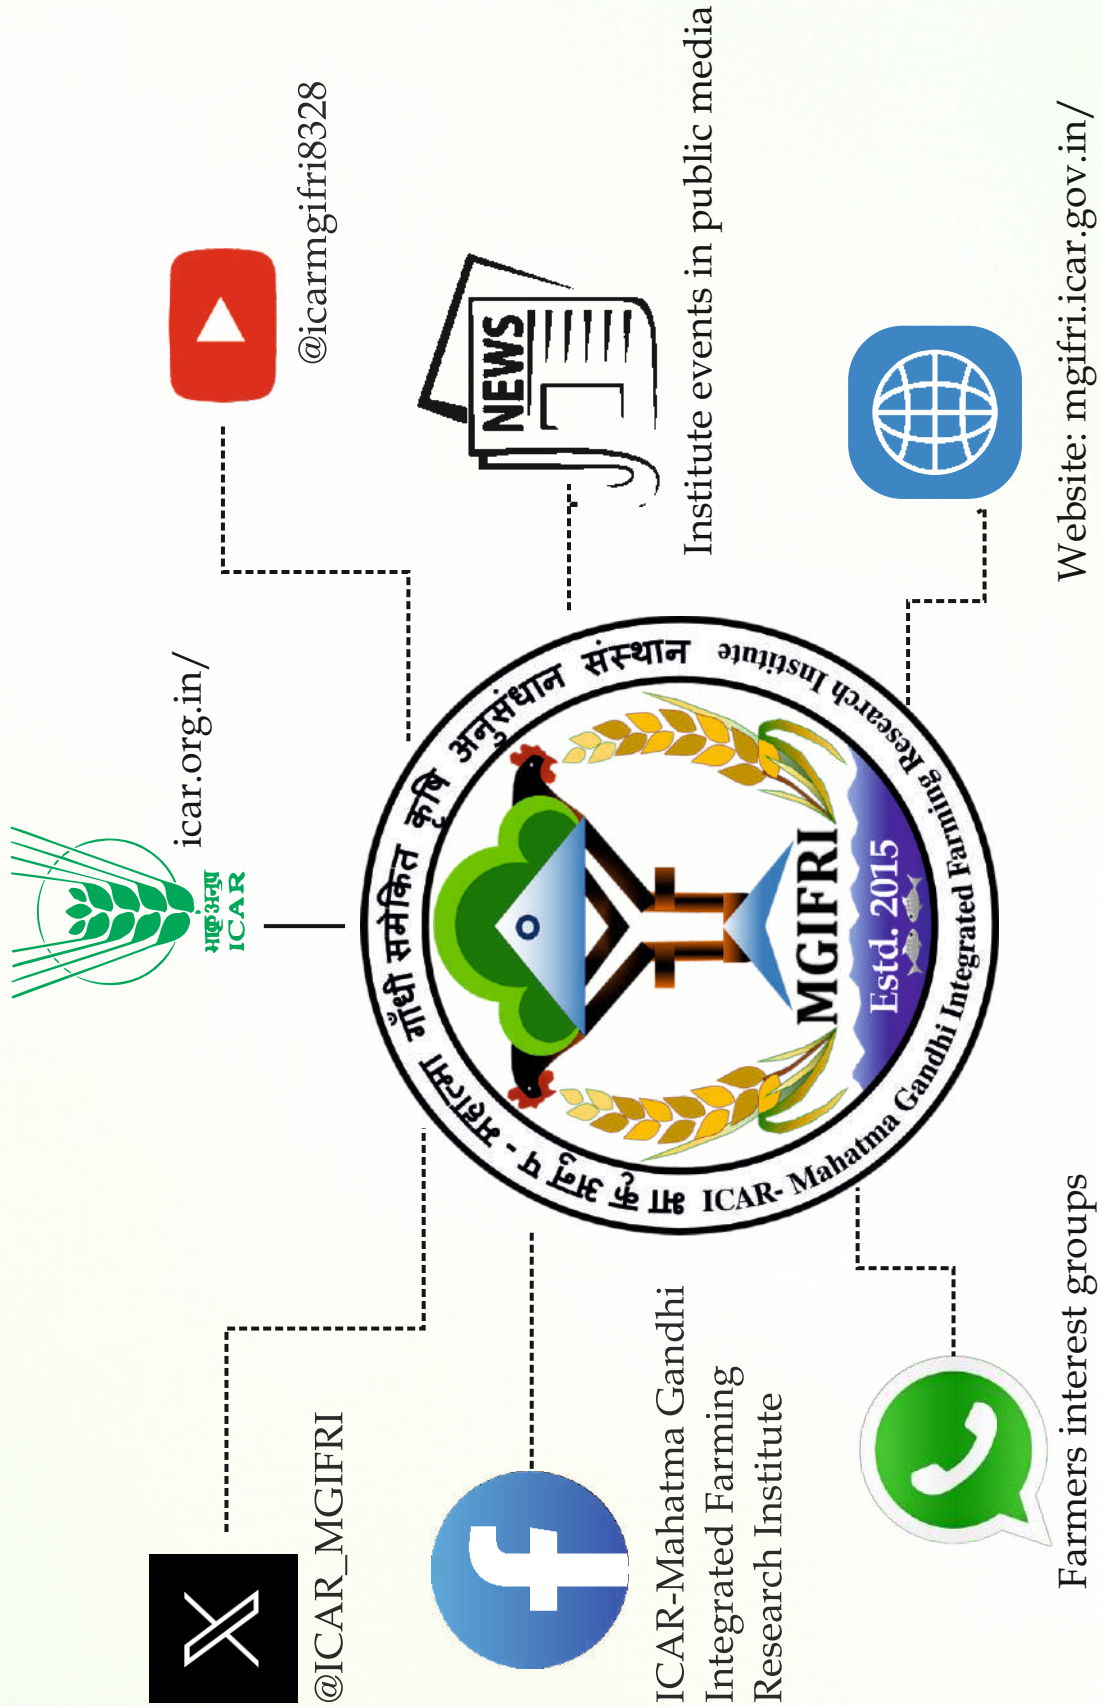 भाकृअनुप
ICAR
icar.org.in/
@ICAR_MGIFRI
@icarmgifri8328
ICAR-Mahatma Gandhi
Integrated Farming
Research Institute
भा कृ अनु प - महात्मा गाँधी समेकित कृषि अनुसंधान संस्थान
MGIFRI
Estd. 2015
ICAR- Mahatma Gandhi Integrated Farming Research Institute
NEWS
Institute events in public media
Farmers interest groups
Website: mgifri.icar.gov.in/